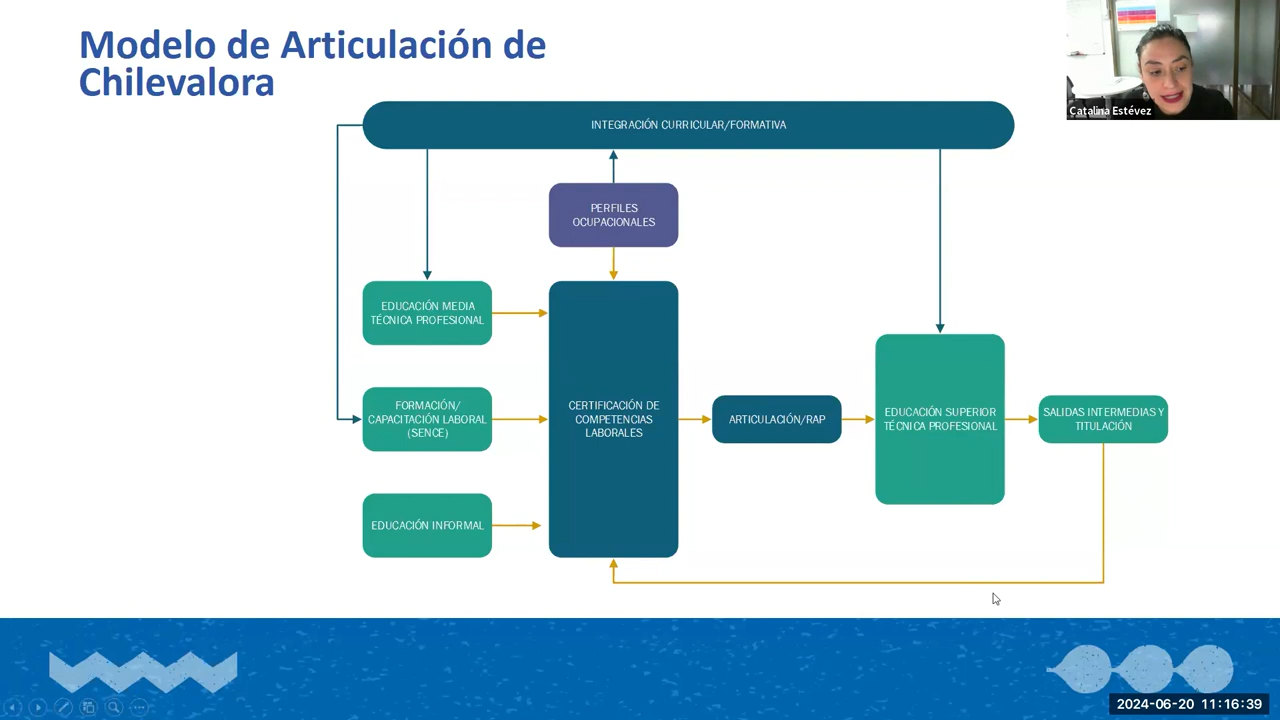 Modelo de Articulación de
Chilevalora
Catalina Estévez
INTEGRACIÓN CURRICULAR/FORMATIVA
PERFILES
OCUPACIONALES
EDUCACIÓN MEDIA
TÉCNICA PROFESIONAL
FORMACIÓN/
CAPACITACIÓN LABORAL
(SENCE)
EDUCACIÓN INFORMAL
CERTIFICACIÓN DE
COMPETENCIAS
LABORALES
ARTICULACIÓN/RAP
EDUCACIÓN SUPERIOR
TÉCNICA PROFESIONAL
SALIDAS INTERMEDIAS Y
TITULACIÓN
2024-06-20 11:16:39